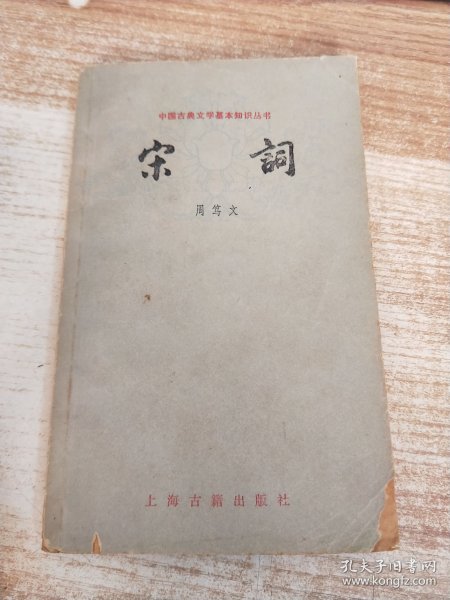 中国古典文学基本知识丛书
宋詞
周笃文
上海古籍出版社
孔夫子旧书网
www.kongfz.com